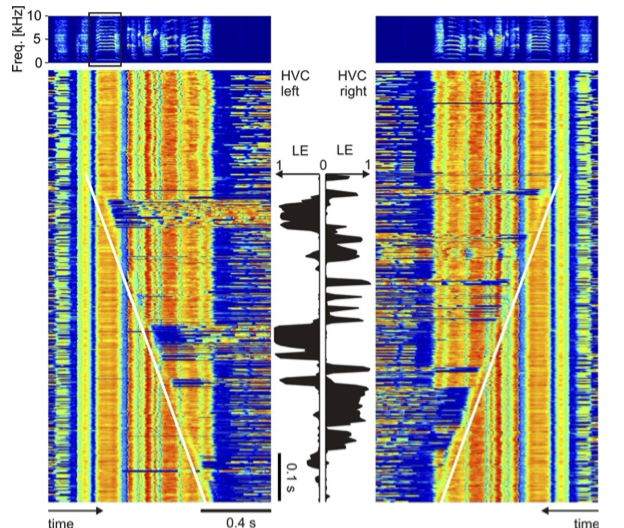 Freq. [kHz]
10
5
0
HVC
left
HVC
right
LE
LE
1
0
1
0.1 s
time
0.4 s
time